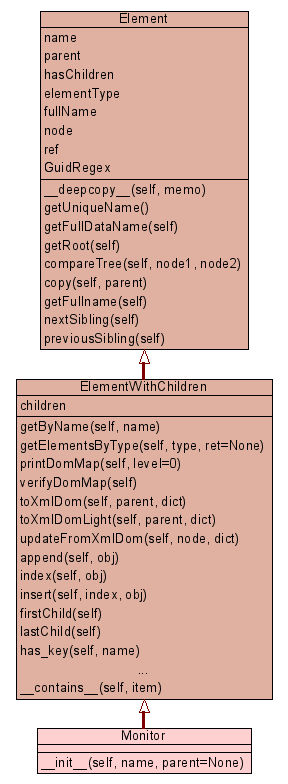 Element
name
parent
hasChildren
elementType
fullName
node
ref
GuidRegex
__deepcopy__(self, memo)
getUniqueName()
getFullDataName(self)
getRoot(self)
compareTree(self, node1, node2)
copy(self, parent)
getFullname(self)
nextSibling(self)
previousSibling(self)
ElementWithChildren
children
getByName(self, name)
getElementsByType(self, type, ret=None)
printDomMap(self, level=0)
verifyDomMap(self)
toXmlDom(self, parent, dict)
toXmlDomLight(self, parent, dict)
updateFromXmlDom(self, node, dict)
append(self, obj)
index(self, obj)
insert(self, index, obj)
firstChild(self)
lastChild(self)
has_key(self, name)
...
__contains__(self, item)
Monitor
__init__(self, name, parent=None)